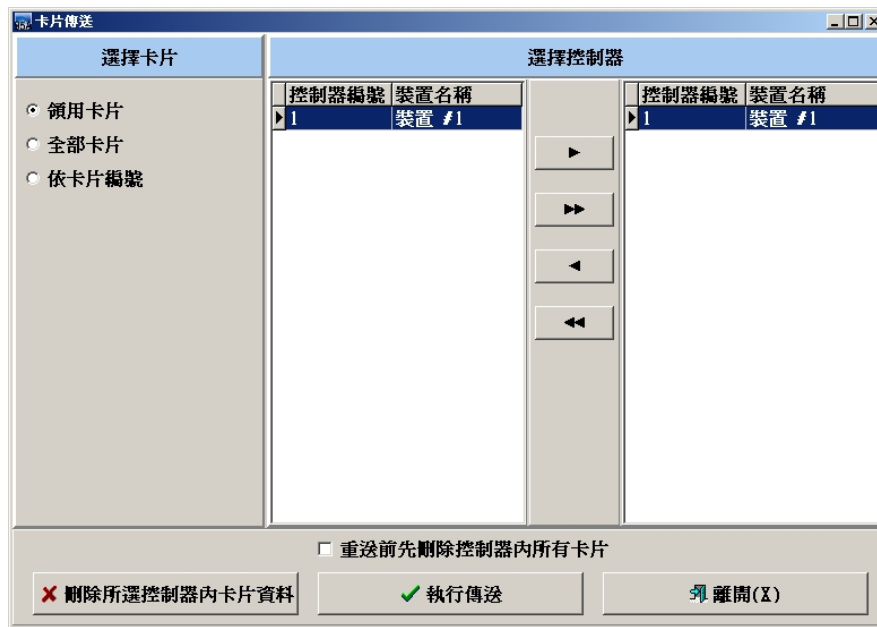 卡片傳送
選擇卡片
選擇控制器
領用卡片
全部卡片
依卡片編號
控制器編號 裝置名稱
1 裝置 #1
控制器編號 裝置名稱
1 裝置 #1
重送前先刪除控制器內所有卡片
刪除所選控制器內卡片資料
執行傳送
離開(X)